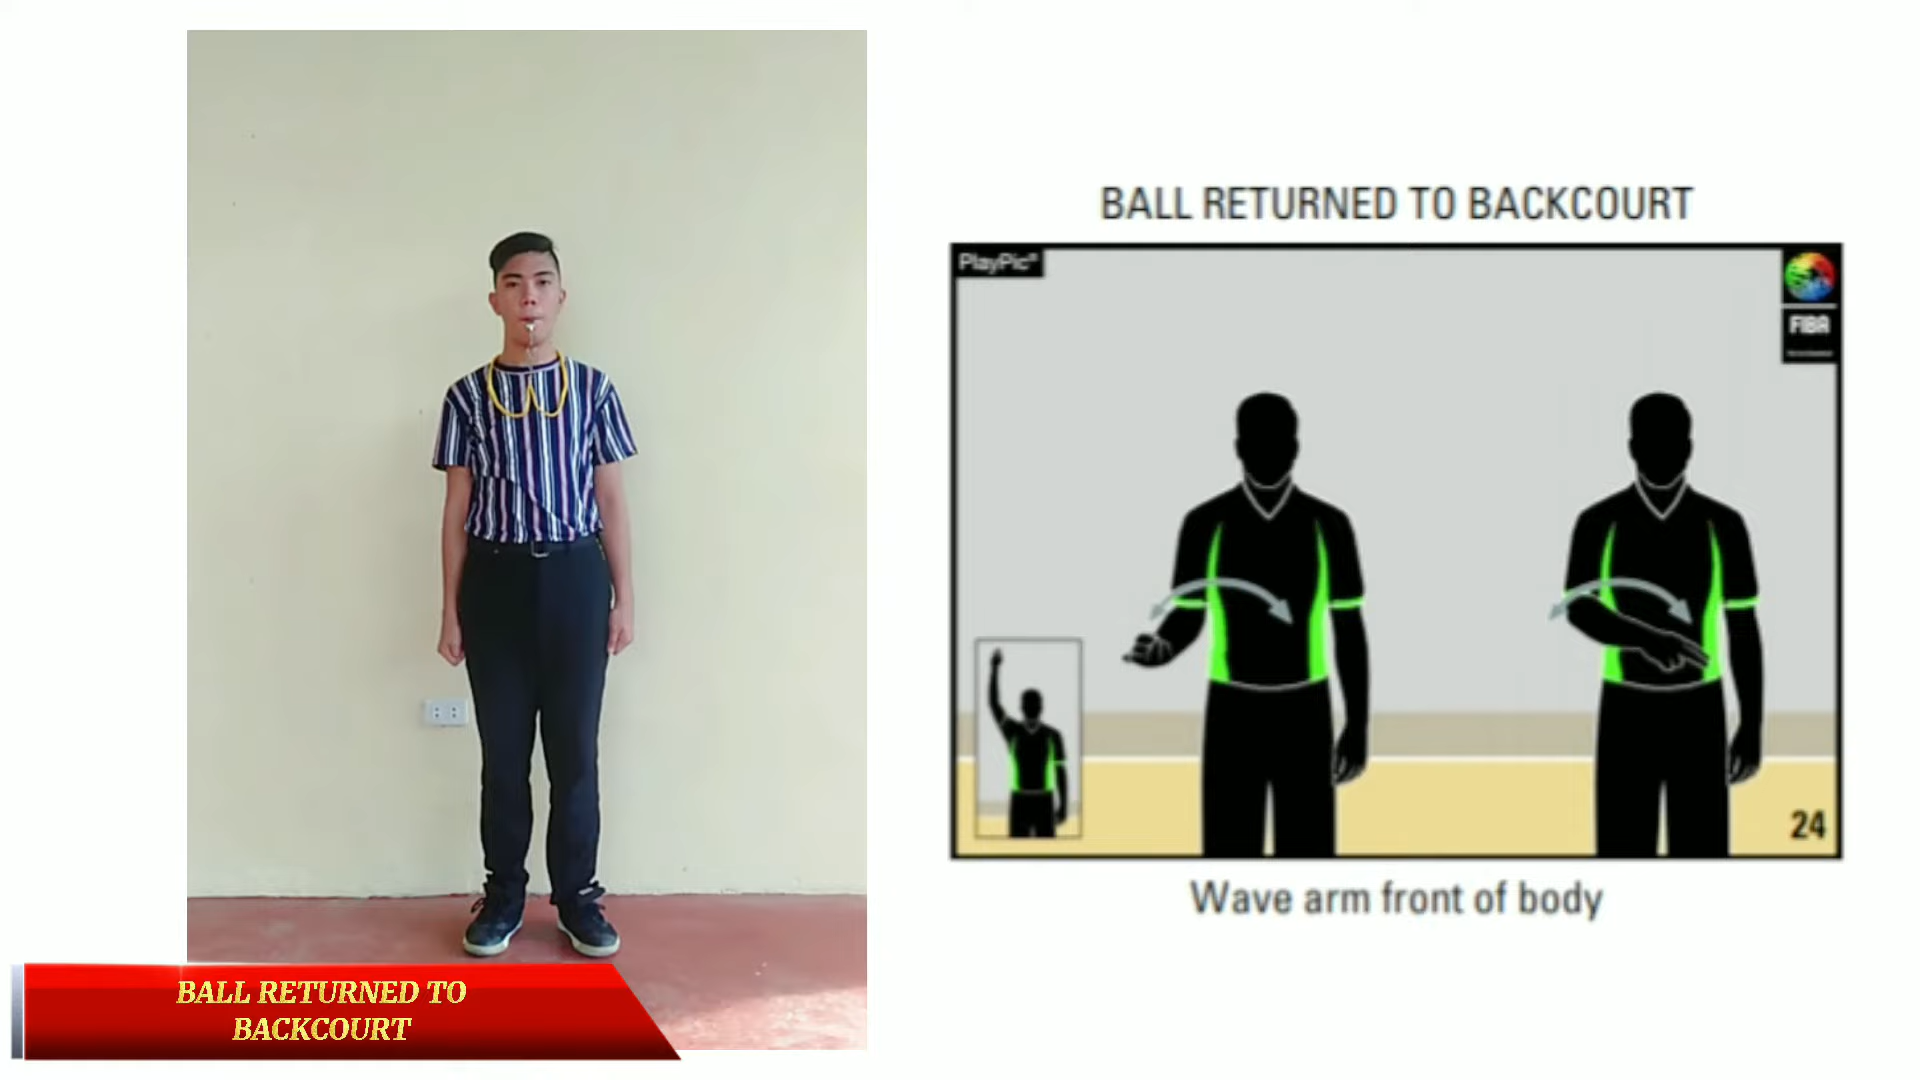 BALL RETURNED TO BACKCOURT
PlayPic®
FIBA
24
Wave arm front of body
BALL RETURNED TO
BACKCOURT